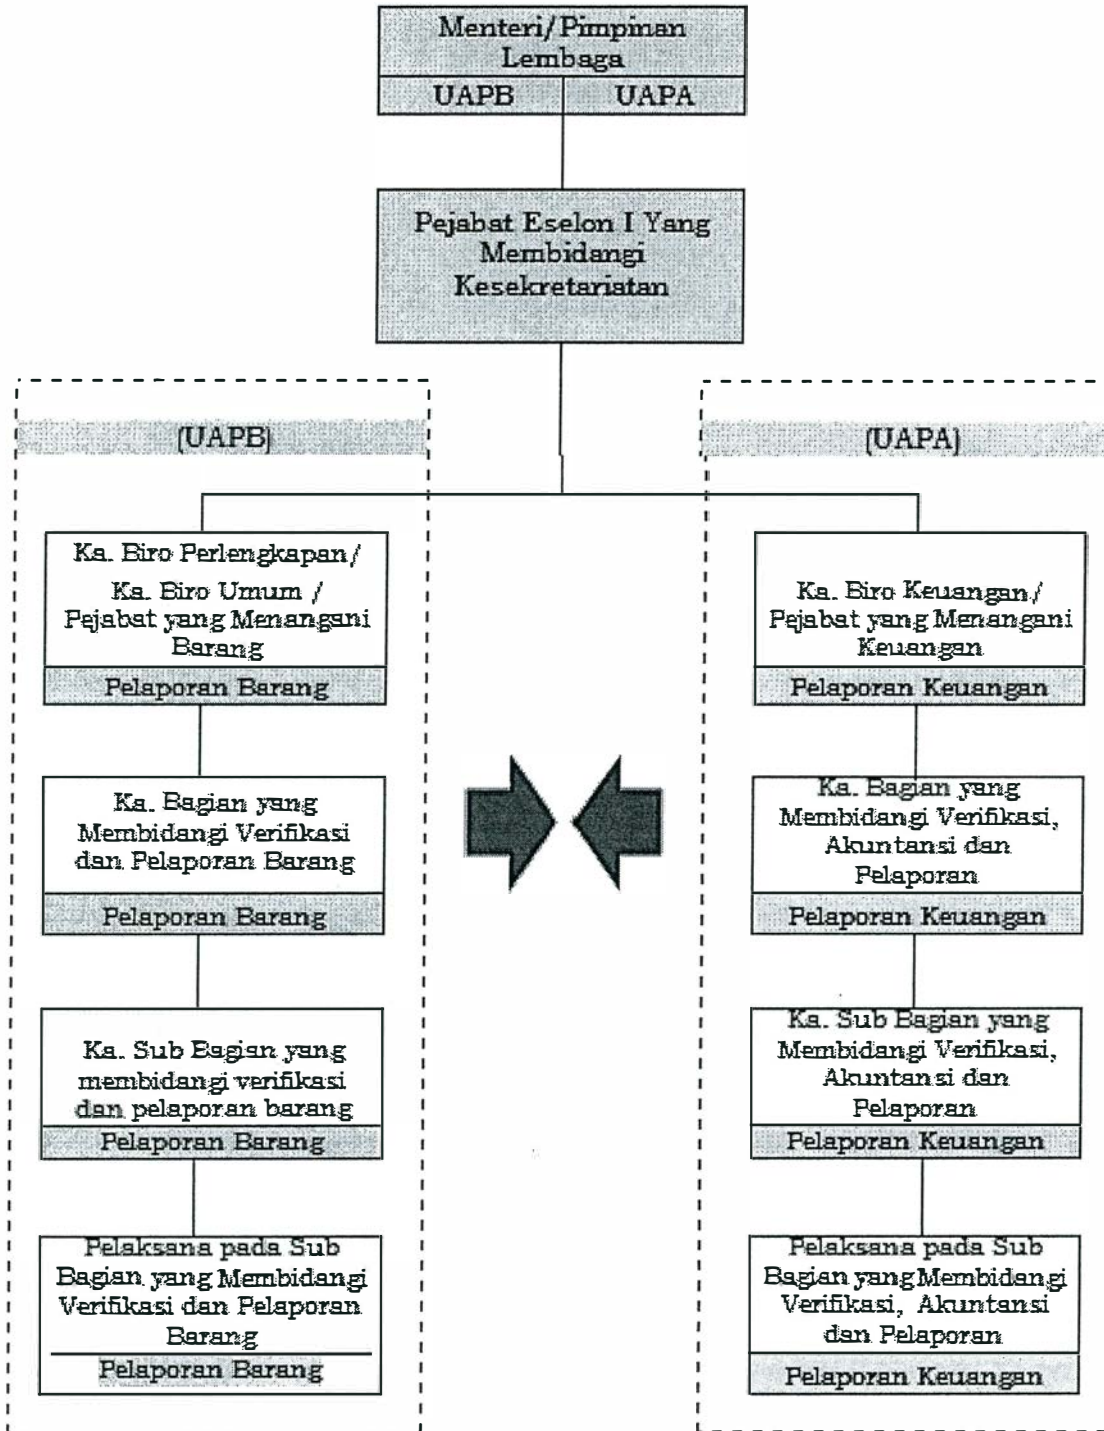 Menteri/Pimpinan
Lembaga
UAPB
UAPA
Pejabat Eselon I Yang
Membidangi
Kesekretariatan
(UAPB)
Ka. Biro Perlengkapan/
Ka. Biro Umum /
Pejabat yang Menangani
Barang
Pelaporan Barang
Ka. Bagian yang
Membidangi Verifikasi
dan Pelaporan Barang
Pelaporan Barang
Ka. Sub Bagian yang
membidangi verifikasi
dan pelaporan barang
Pelaporan Barang
Pelaksana pada Sub
Bagian yang Membidangi
Verifikasi dan Pelaporan
Barang
Pelaporan Barang
(UAPA)
Ka. Biro Keuangan/
Pejabat yang Menangani
Keuangan
Pelaporan Keuangan
Ka. Bagian yang
Membidangi Verifikasi,
Akuntansi dan
Pelaporan
Pelaporan Keuangan
Ka. Sub Bagian yang
Membidangi Verifikasi,
Akuntansi dan
Pelaporan
Pelaporan Keuangan
Pelaksana pada Sub
Bagian yang Membidangi
Verifikasi, Akuntansi
dan Pelaporan
Pelaporan Keuangan